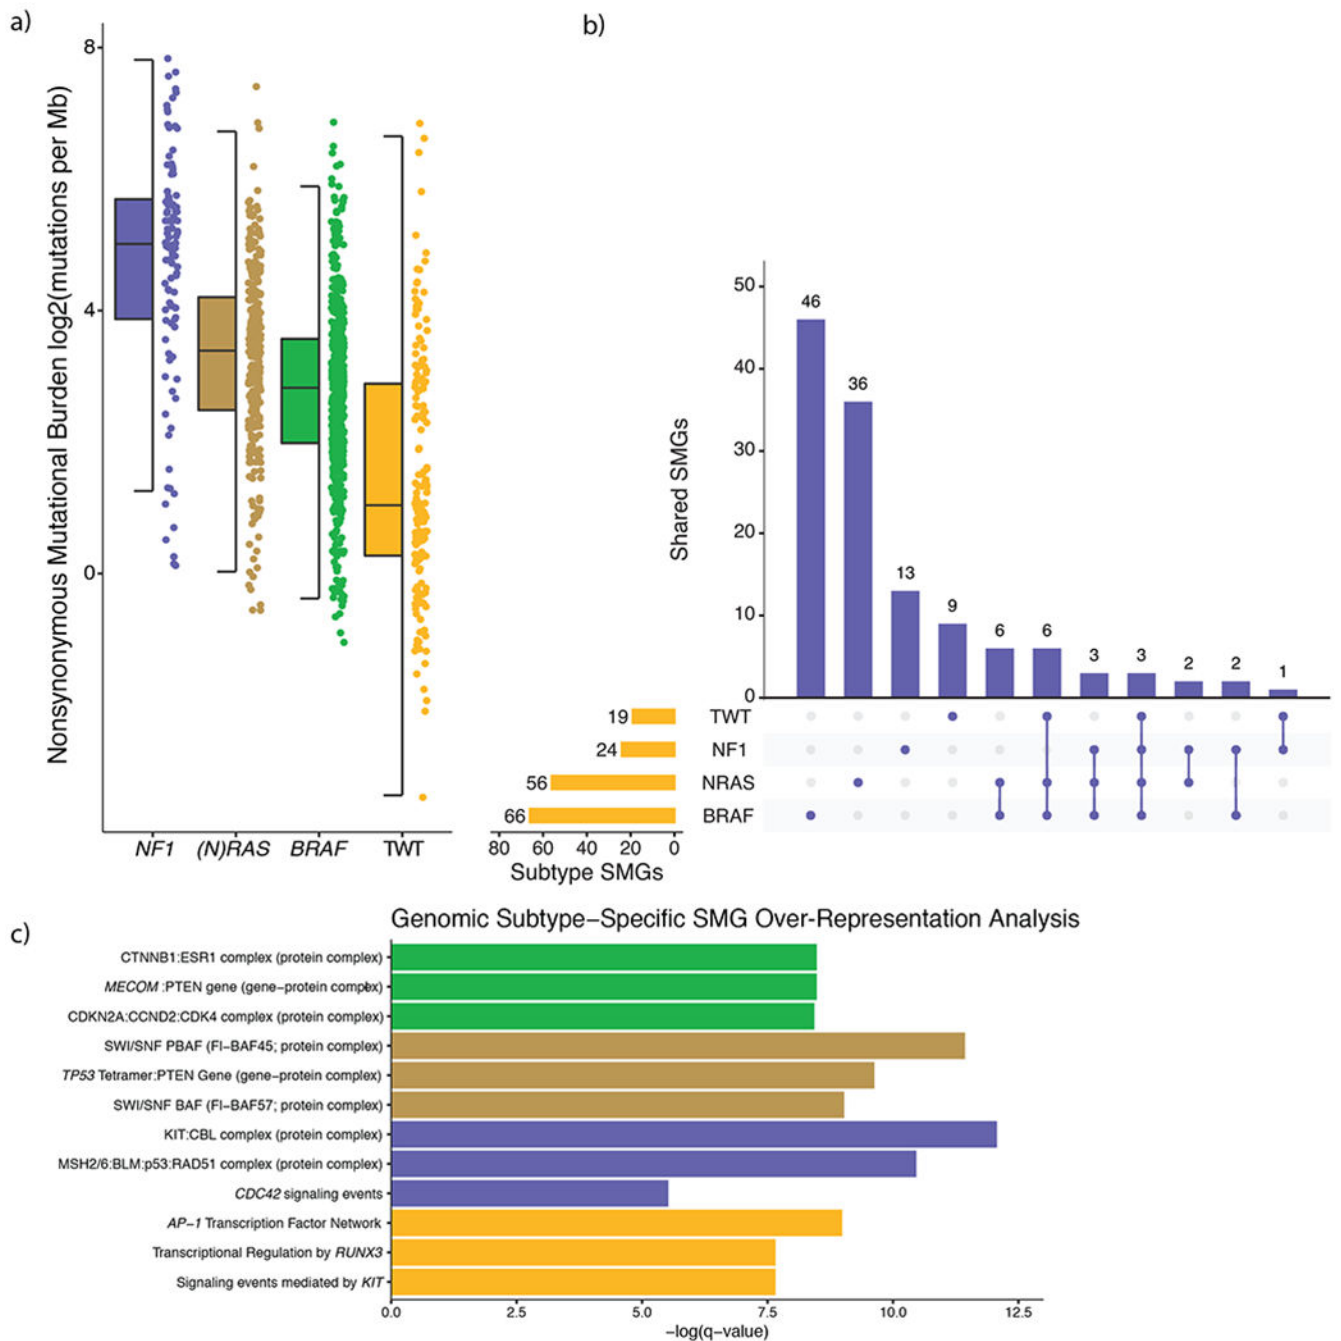 a)
Nonsynonymous Mutational Burden log2(mutations per Mb)
8
4
0
NF1 (N)RAS BRAF TWT
b)
Shared SMGs
50
40
30
20
10
0
46
36
13
9
6
6
3
3
2
2
1
19 TWT
24 NF1
56 NRAS
66 BRAF
80 60 40 20 0
Subtype SMGs
c)
Genomic Subtype-Specific SMG Over-Representation Analysis
CTNNB1:ESR1 complex (protein complex)
MECOM :PTEN gene (gene-protein complex)
CDKN2A:CCND2:CDK4 complex (protein complex)
SWI/SNF PBAF (FI-BAF45; protein complex)
TP53 Tetramer:PTEN Gene (gene-protein complex)
SWI/SNF BAF (FI-BAF57; protein complex)
KIT:CBL complex (protein complex)
MSH2/6:BLM:p53:RAD51 complex (protein complex)
CDC42 signaling events
AP-1 Transcription Factor Network
Transcriptional Regulation by RUNX3
Signaling events mediated by KIT
0.0 2.5 5.0 7.5 10.0 12.5
-log(q-value)